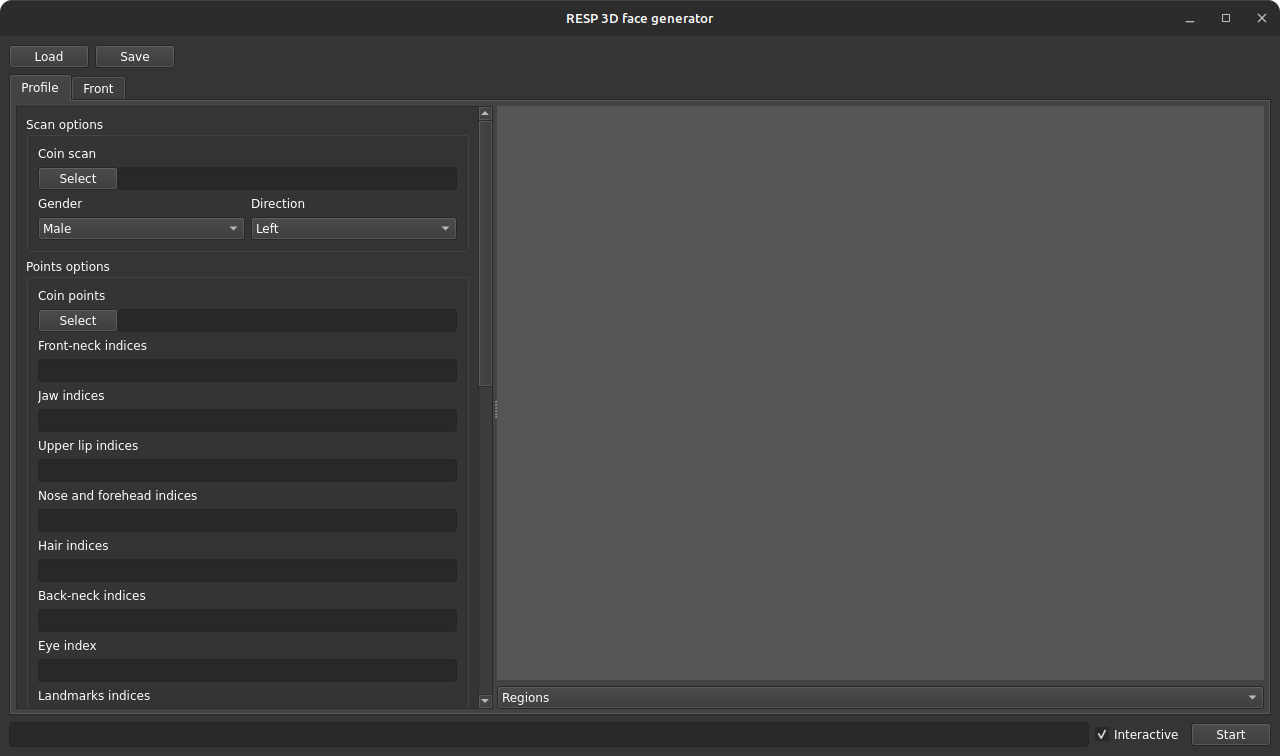 RESP 3D face generator
Load Save
Profile Front
Scan options
Coin scan
Select
Gender Direction
Male Left
Points options
Coin points
Select
Front-neck indices
Jaw indices
Upper lip indices
Nose and forehead indices
Hair indices
Back-neck indices
Eye index
Landmarks indices
Regions
Interactive Start